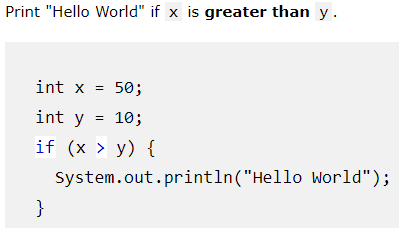 Print "Hello World" if x is greater than y.
int x = 50;
int y = 10;
if (x > y) {
  System.out.println("Hello World");
}